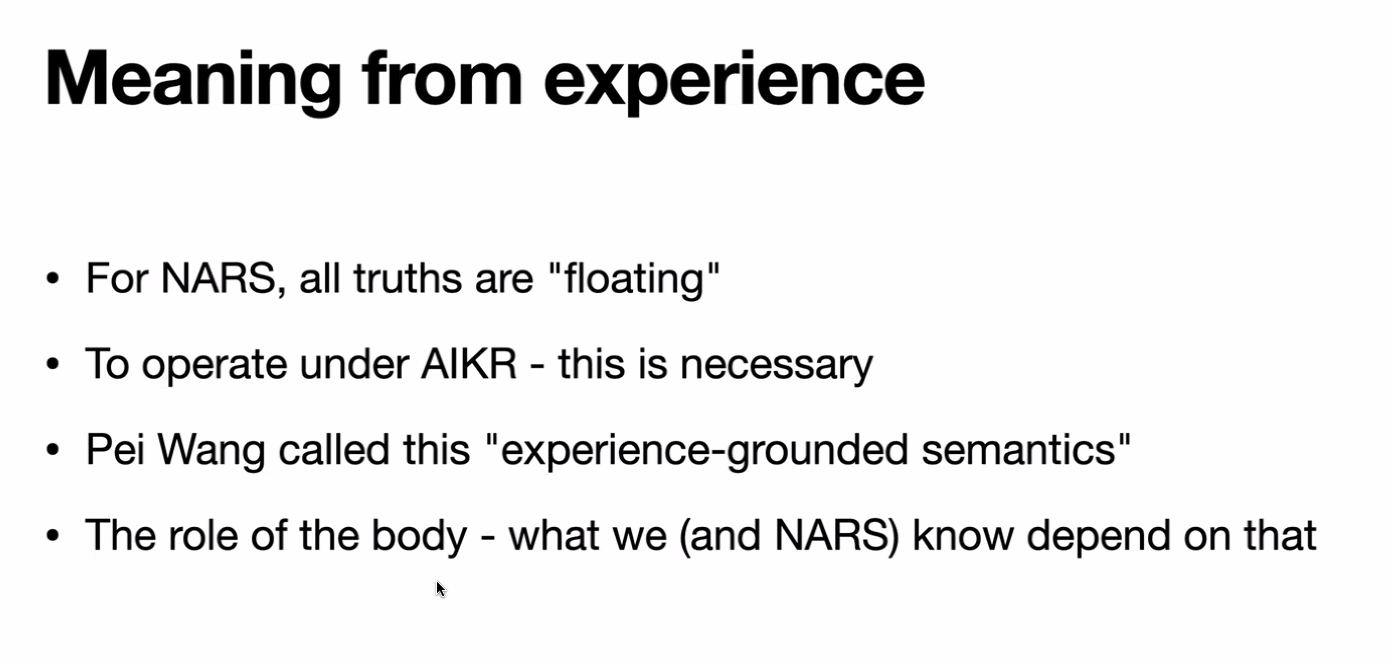 Meaning from experience
• For NARS, all truths are "floating"
• To operate under AIKR - this is necessary
• Pei Wang called this "experience-grounded semantics"
• The role of the body - what we (and NARS) know depend on that